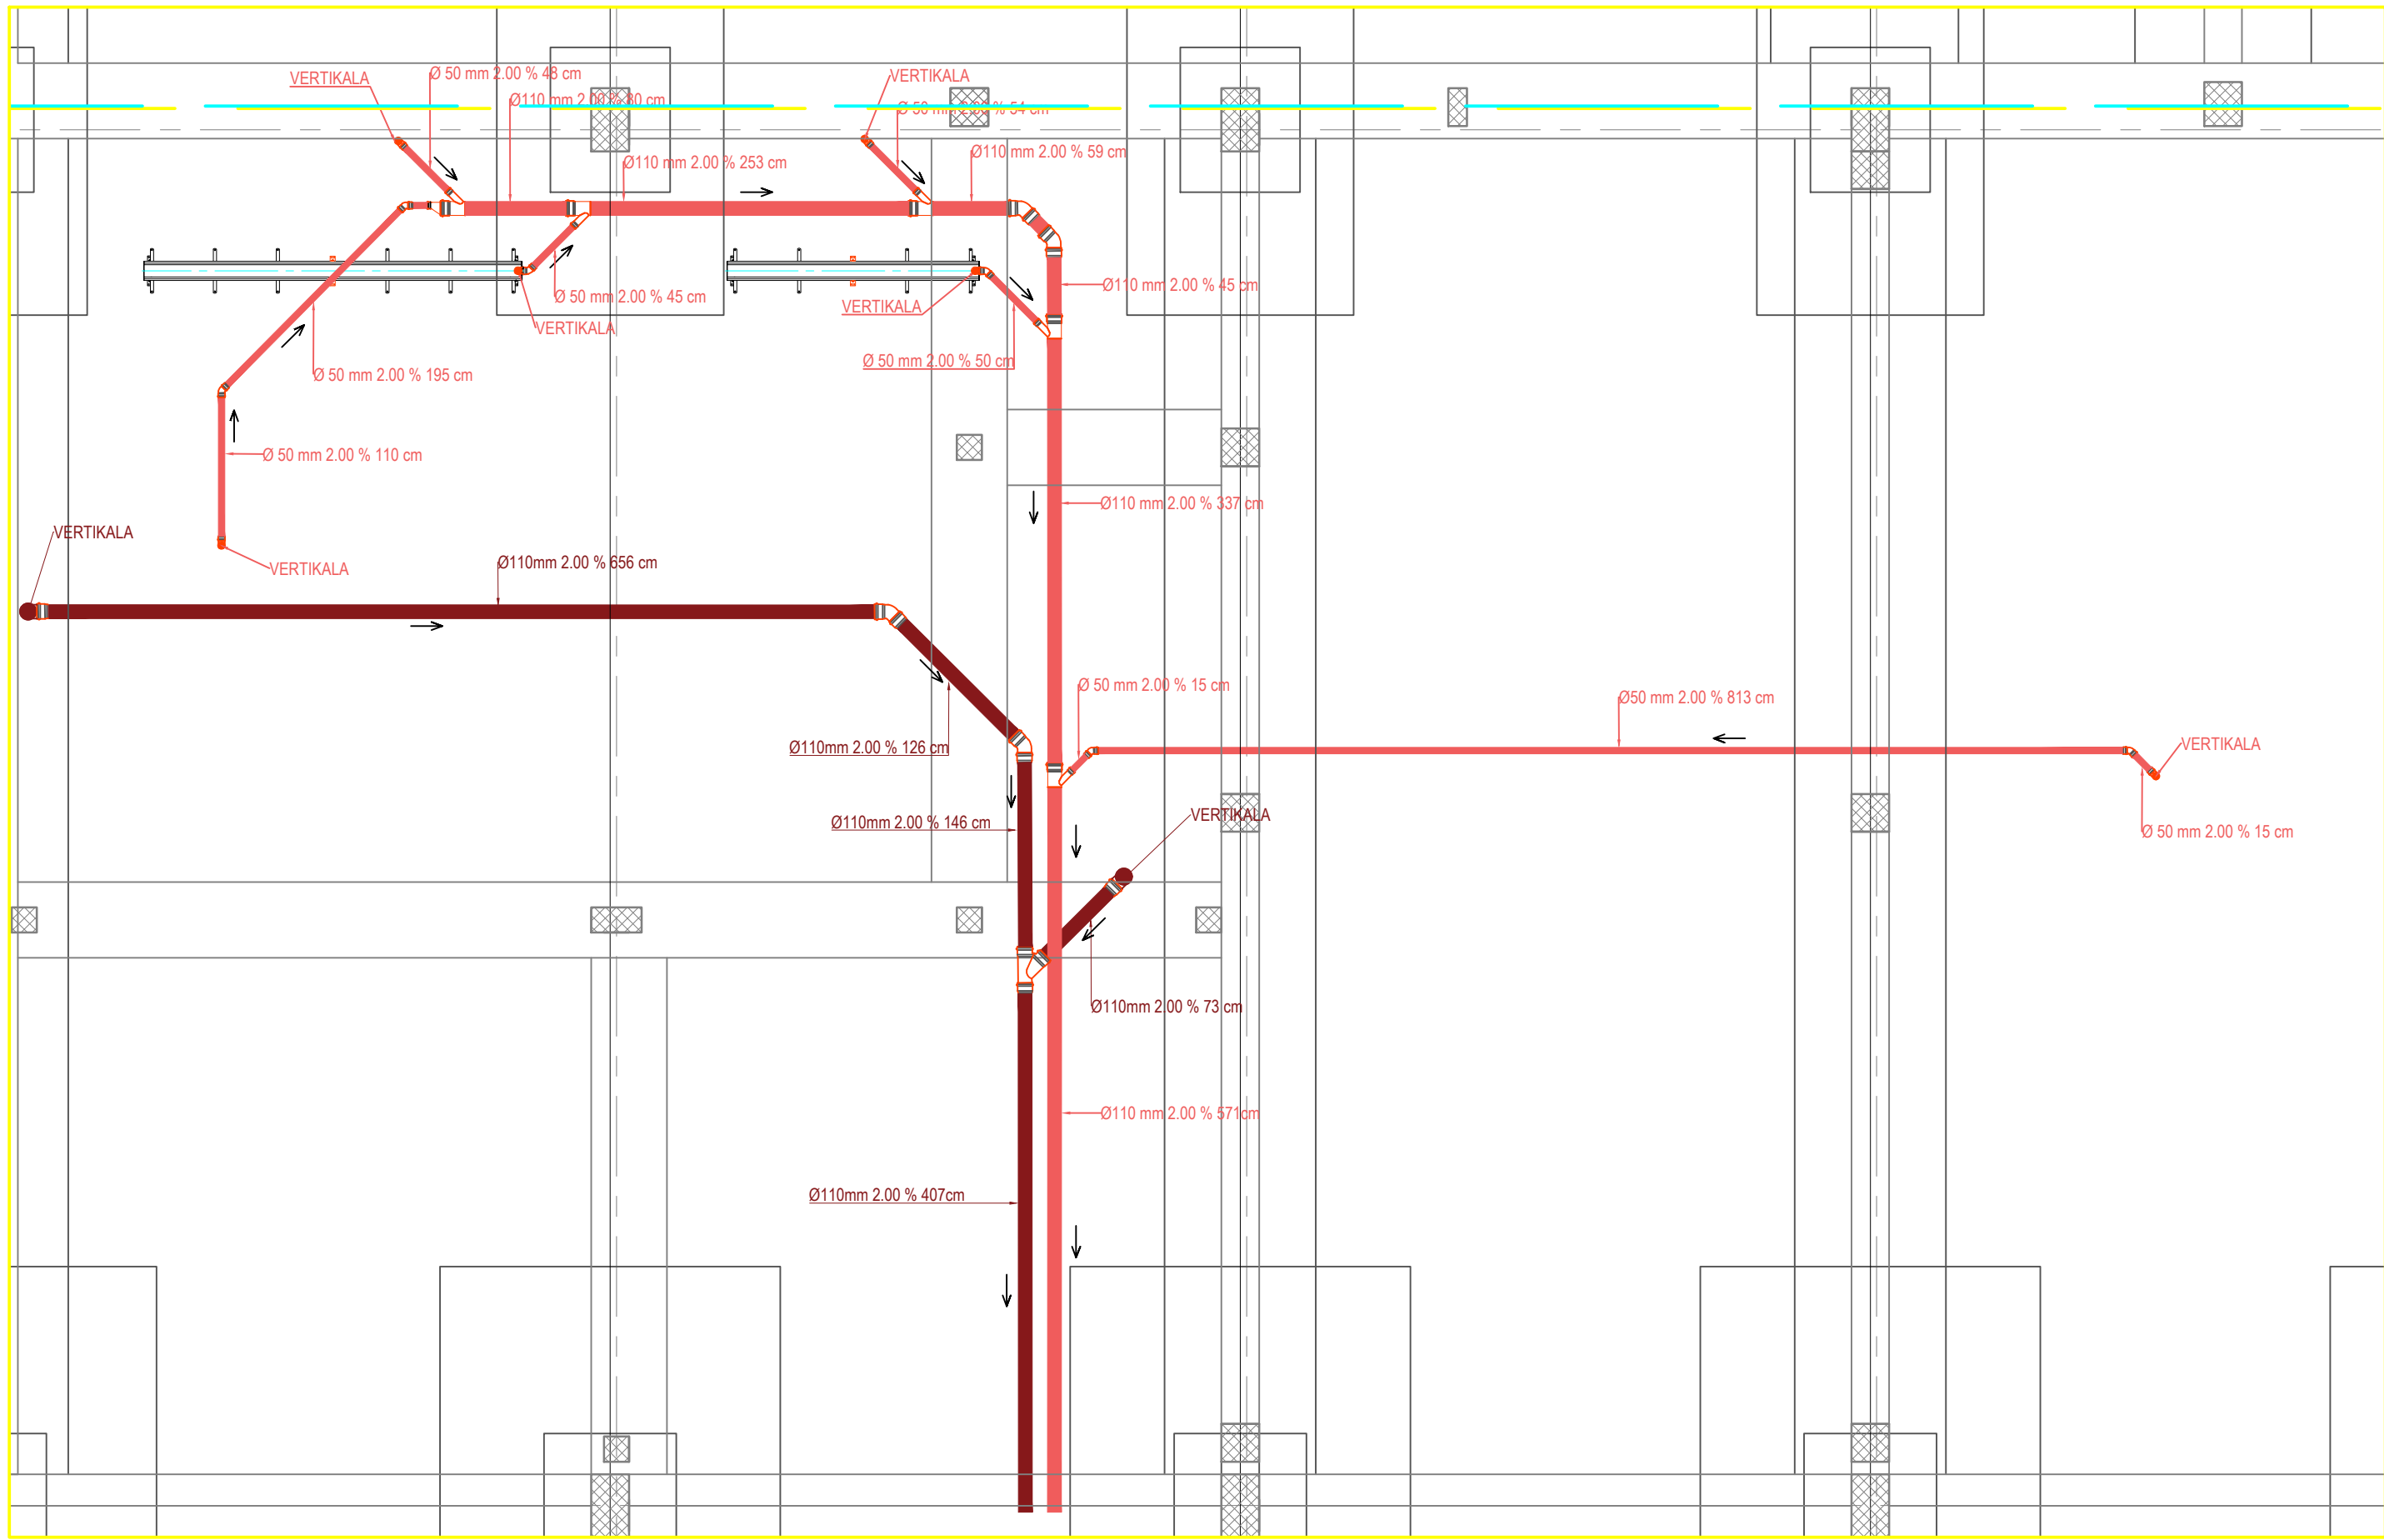 Ø 50 mm 2.00 % 48 cm
VERTIKALA
VERTIKALA
Ø110 mm 2.00 % 80 cm
Ø 50 mm 2.00 % 54 cm
Ø110 mm 2.00 % 59 cm
Ø110 mm 2.00 % 253 cm
Ø110 mm 2.00 % 45 cm
Ø 50 mm 2.00 % 45 cm
VERTIKALA
VERTIKALA
Ø 50 mm 2.00 % 50 cm
Ø 50 mm 2.00 % 195 cm
Ø 50 mm 2.00 % 110 cm
Ø110 mm 2.00 % 337 cm
VERTIKALA
Ø110mm 2.00 % 656 cm
VERTIKALA
Ø 50 mm 2.00 % 15 cm
Ø50 mm 2.00 % 813 cm
Ø110mm 2.00 % 126 cm
VERTIKALA
Ø110mm 2.00 % 146 cm
VERTIKALA
Ø 50 mm 2.00 % 15 cm
Ø110mm 2.00 % 73 cm
Ø110 mm 2.00 % 571cm
Ø110mm 2.00 % 407cm